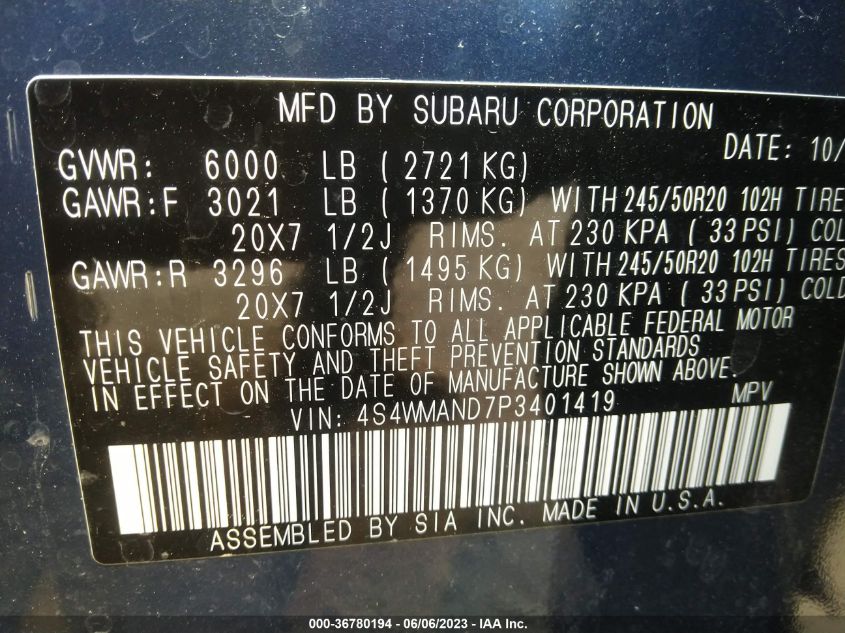 MFD BY SUBARU CORPORATION
DATE: 10/
GVWR: 6000 LB ( 2721 KG)
GAWR:F 3021 LB ( 1370 KG) WITH 245/50R20 102H TIRE
20X7 1/2J RIMS. AT 230 KPA ( 33 PSI) COL
GAWR:R 3296 LB ( 1495 KG) WITH 245/50R20 102H TIRES
20X7 1/2J RIMS. AT 230 KPA ( 33 PSI) COLD
THIS VEHICLE CONFORMS TO ALL APPLICABLE FEDERAL MOTOR
VEHICLE SAFETY AND THEFT PREVENTION STANDARDS
IN EFFECT ON THE DATE OF MANUFACTURE SHOWN ABOVE.
VIN: 4S4WMAND7P3401419 MPV
ASSEMBLED BY SIA INC. MADE IN U.S.A.
000-36780194 - 06/06/2023 - IAA Inc.